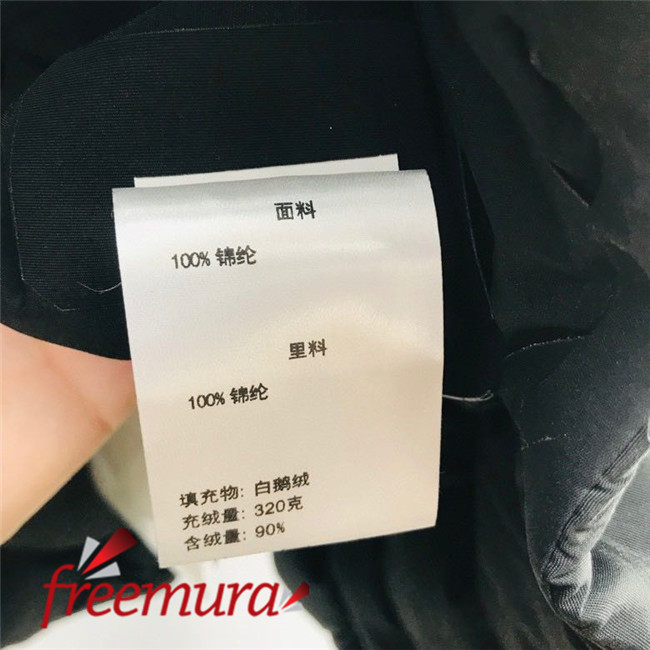 面料
100% 锦纶
里料
100% 锦纶
填充物: 白鹅绒
充绒量: 320克
含绒量: 90%
freemura